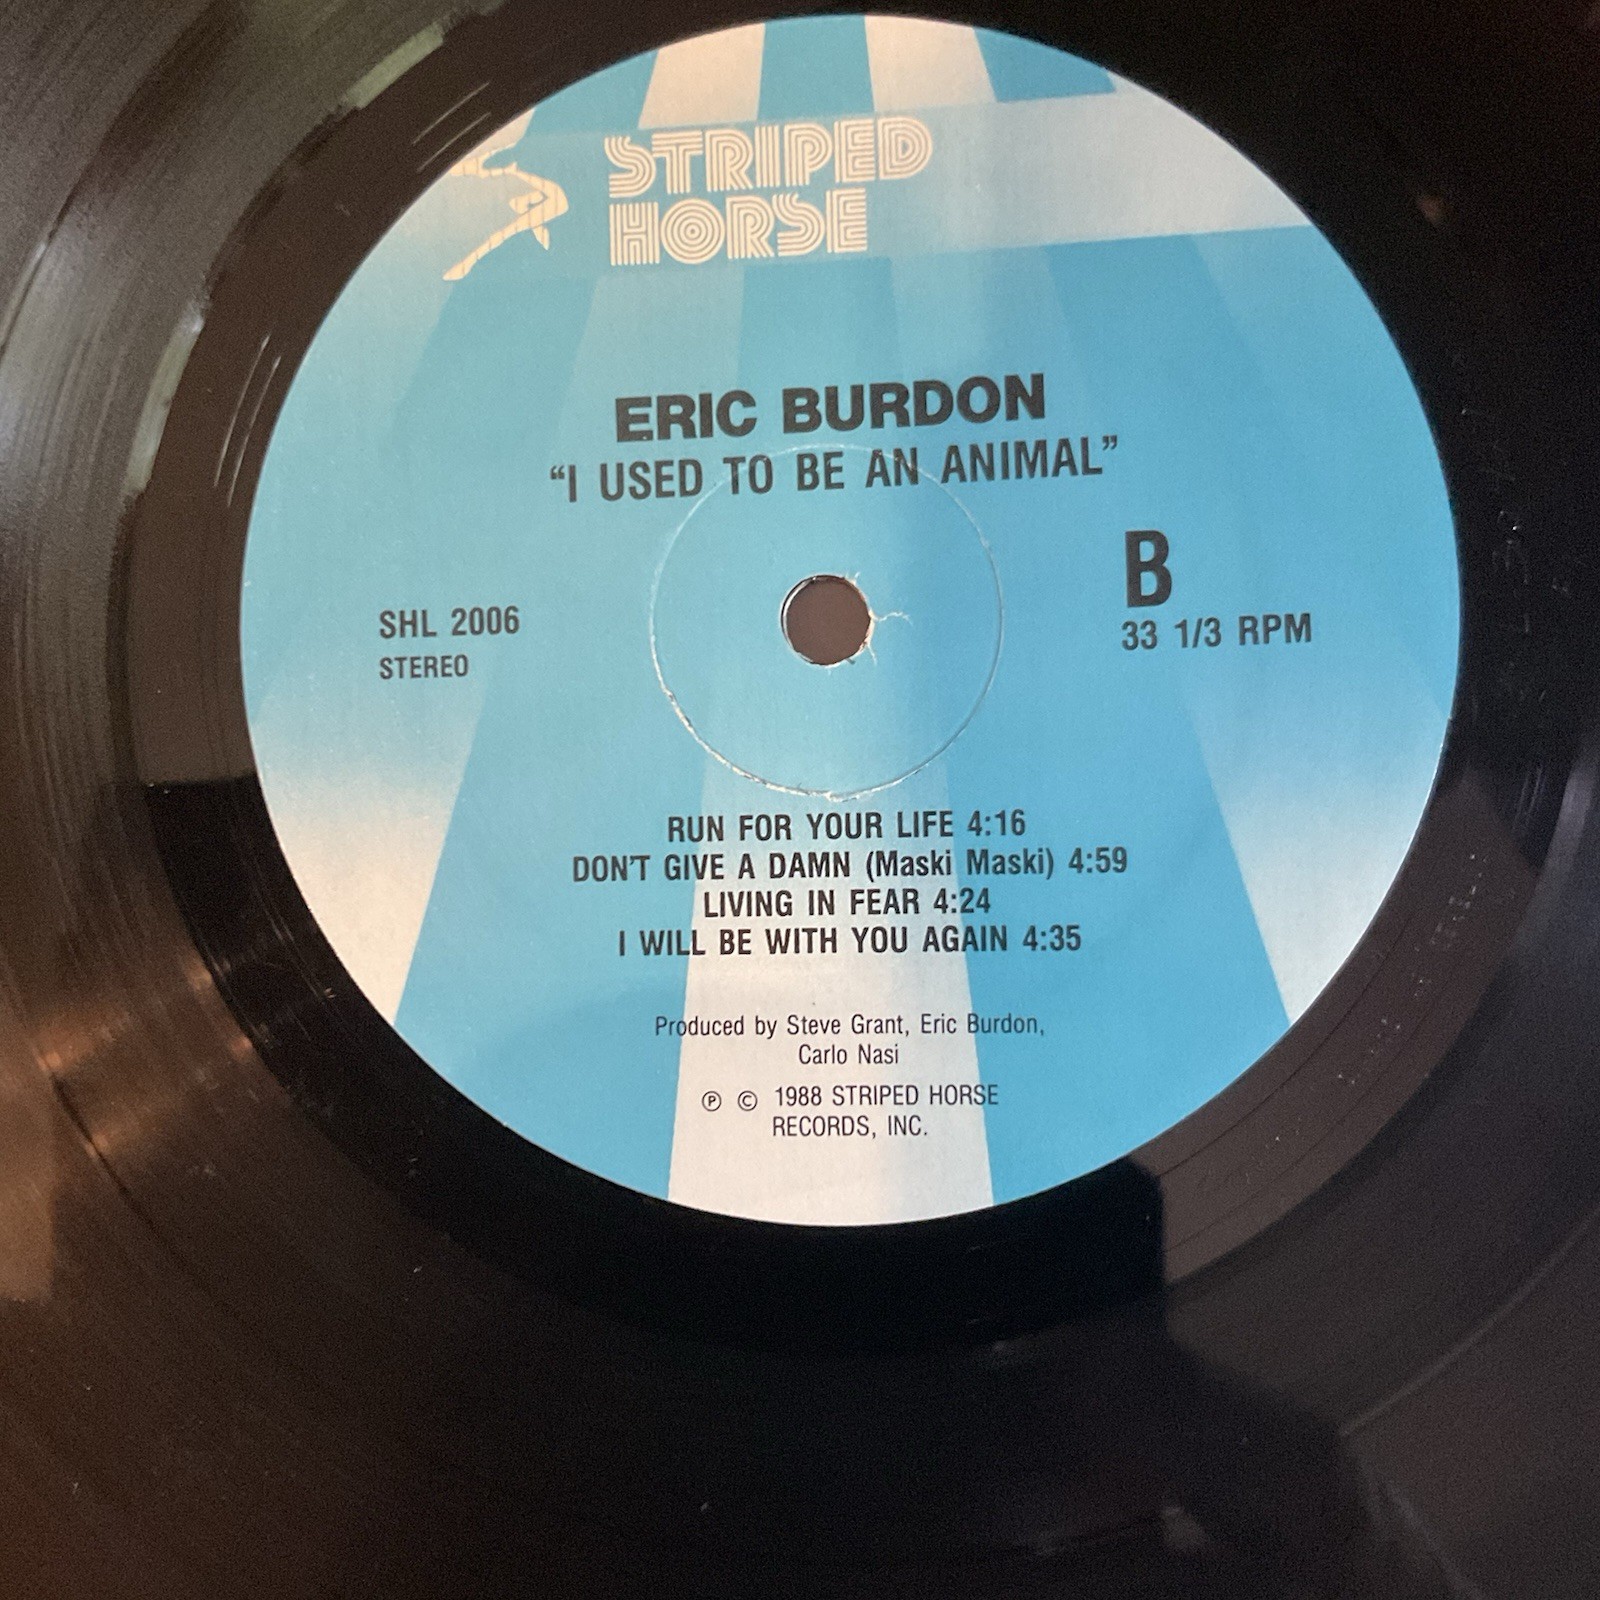 STRIPED
HORSE
ERIC BURDON
“I USED TO BE AN ANIMAL”
B
SHL 2006
33 1/3 RPM
STEREO
RUN FOR YOUR LIFE 4:16
DON'T GIVE A DAMN (Maski Maski) 4:59
LIVING IN FEAR 4:24
I WILL BE WITH YOU AGAIN 4:35
Produced by Steve Grant, Eric Burdon,
Carlo Nasi
Ⓟ © 1988 STRIPED HORSE
RECORDS, INC.